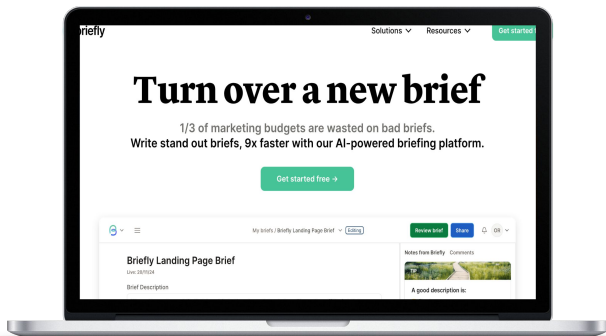 briefly
Solutions
Resources
Get started
Turn over a new brief
1/3 of marketing budgets are wasted on bad briefs.
Write stand out briefs, 9x faster with our AI-powered briefing platform.
Get started free →
My briefs / Briefly Landing Page Brief
Editing
Review brief
Share
OR
Briefly Landing Page Brief
Live: 20/11/24
Brief Description
Notes from Briefly
Comments
TIP
A good description is: